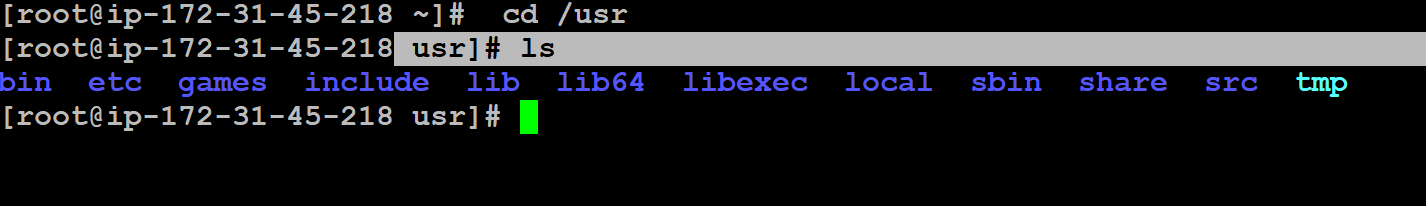 [root@ip-172-31-45-218 ~]#  cd /usr
[root@ip-172-31-45-218 usr]# ls
bin  etc  games  include  lib  lib64  libexec  local  sbin  share  src  tmp
[root@ip-172-31-45-218 usr]#